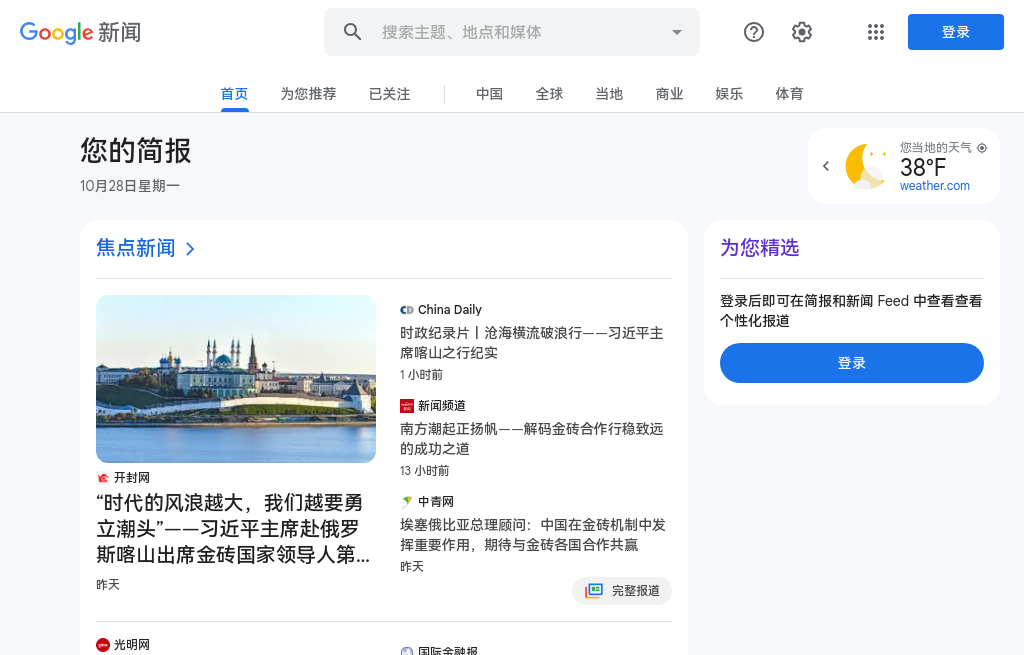 Google 新闻
搜索主题、地点和媒体
登录
首页
为您推荐
已关注
中国
全球
当地
商业
娱乐
体育
您的简报
10月28日星期一
您当地的天气
38°F
weather.com
焦点新闻
开封网
“时代的风浪越大，我们越要勇
立潮头”——习近平主席赴俄罗
斯喀山出席金砖国家领导人第...
昨天
China Daily
时政纪录片丨沧海横流破浪行——习近平主
席喀山之行纪实
1 小时前
新闻频道
南方潮起正扬帆——解码金砖合作行稳致远
的成功之道
13 小时前
中青网
埃塞俄比亚总理顾问：中国在金砖机制中发
挥重要作用，期待与金砖各国合作共赢
昨天
完整报道
光明网
国际金融报
为您精选
登录后即可在简报和新闻 Feed 中查看查看
个性化报道
登录